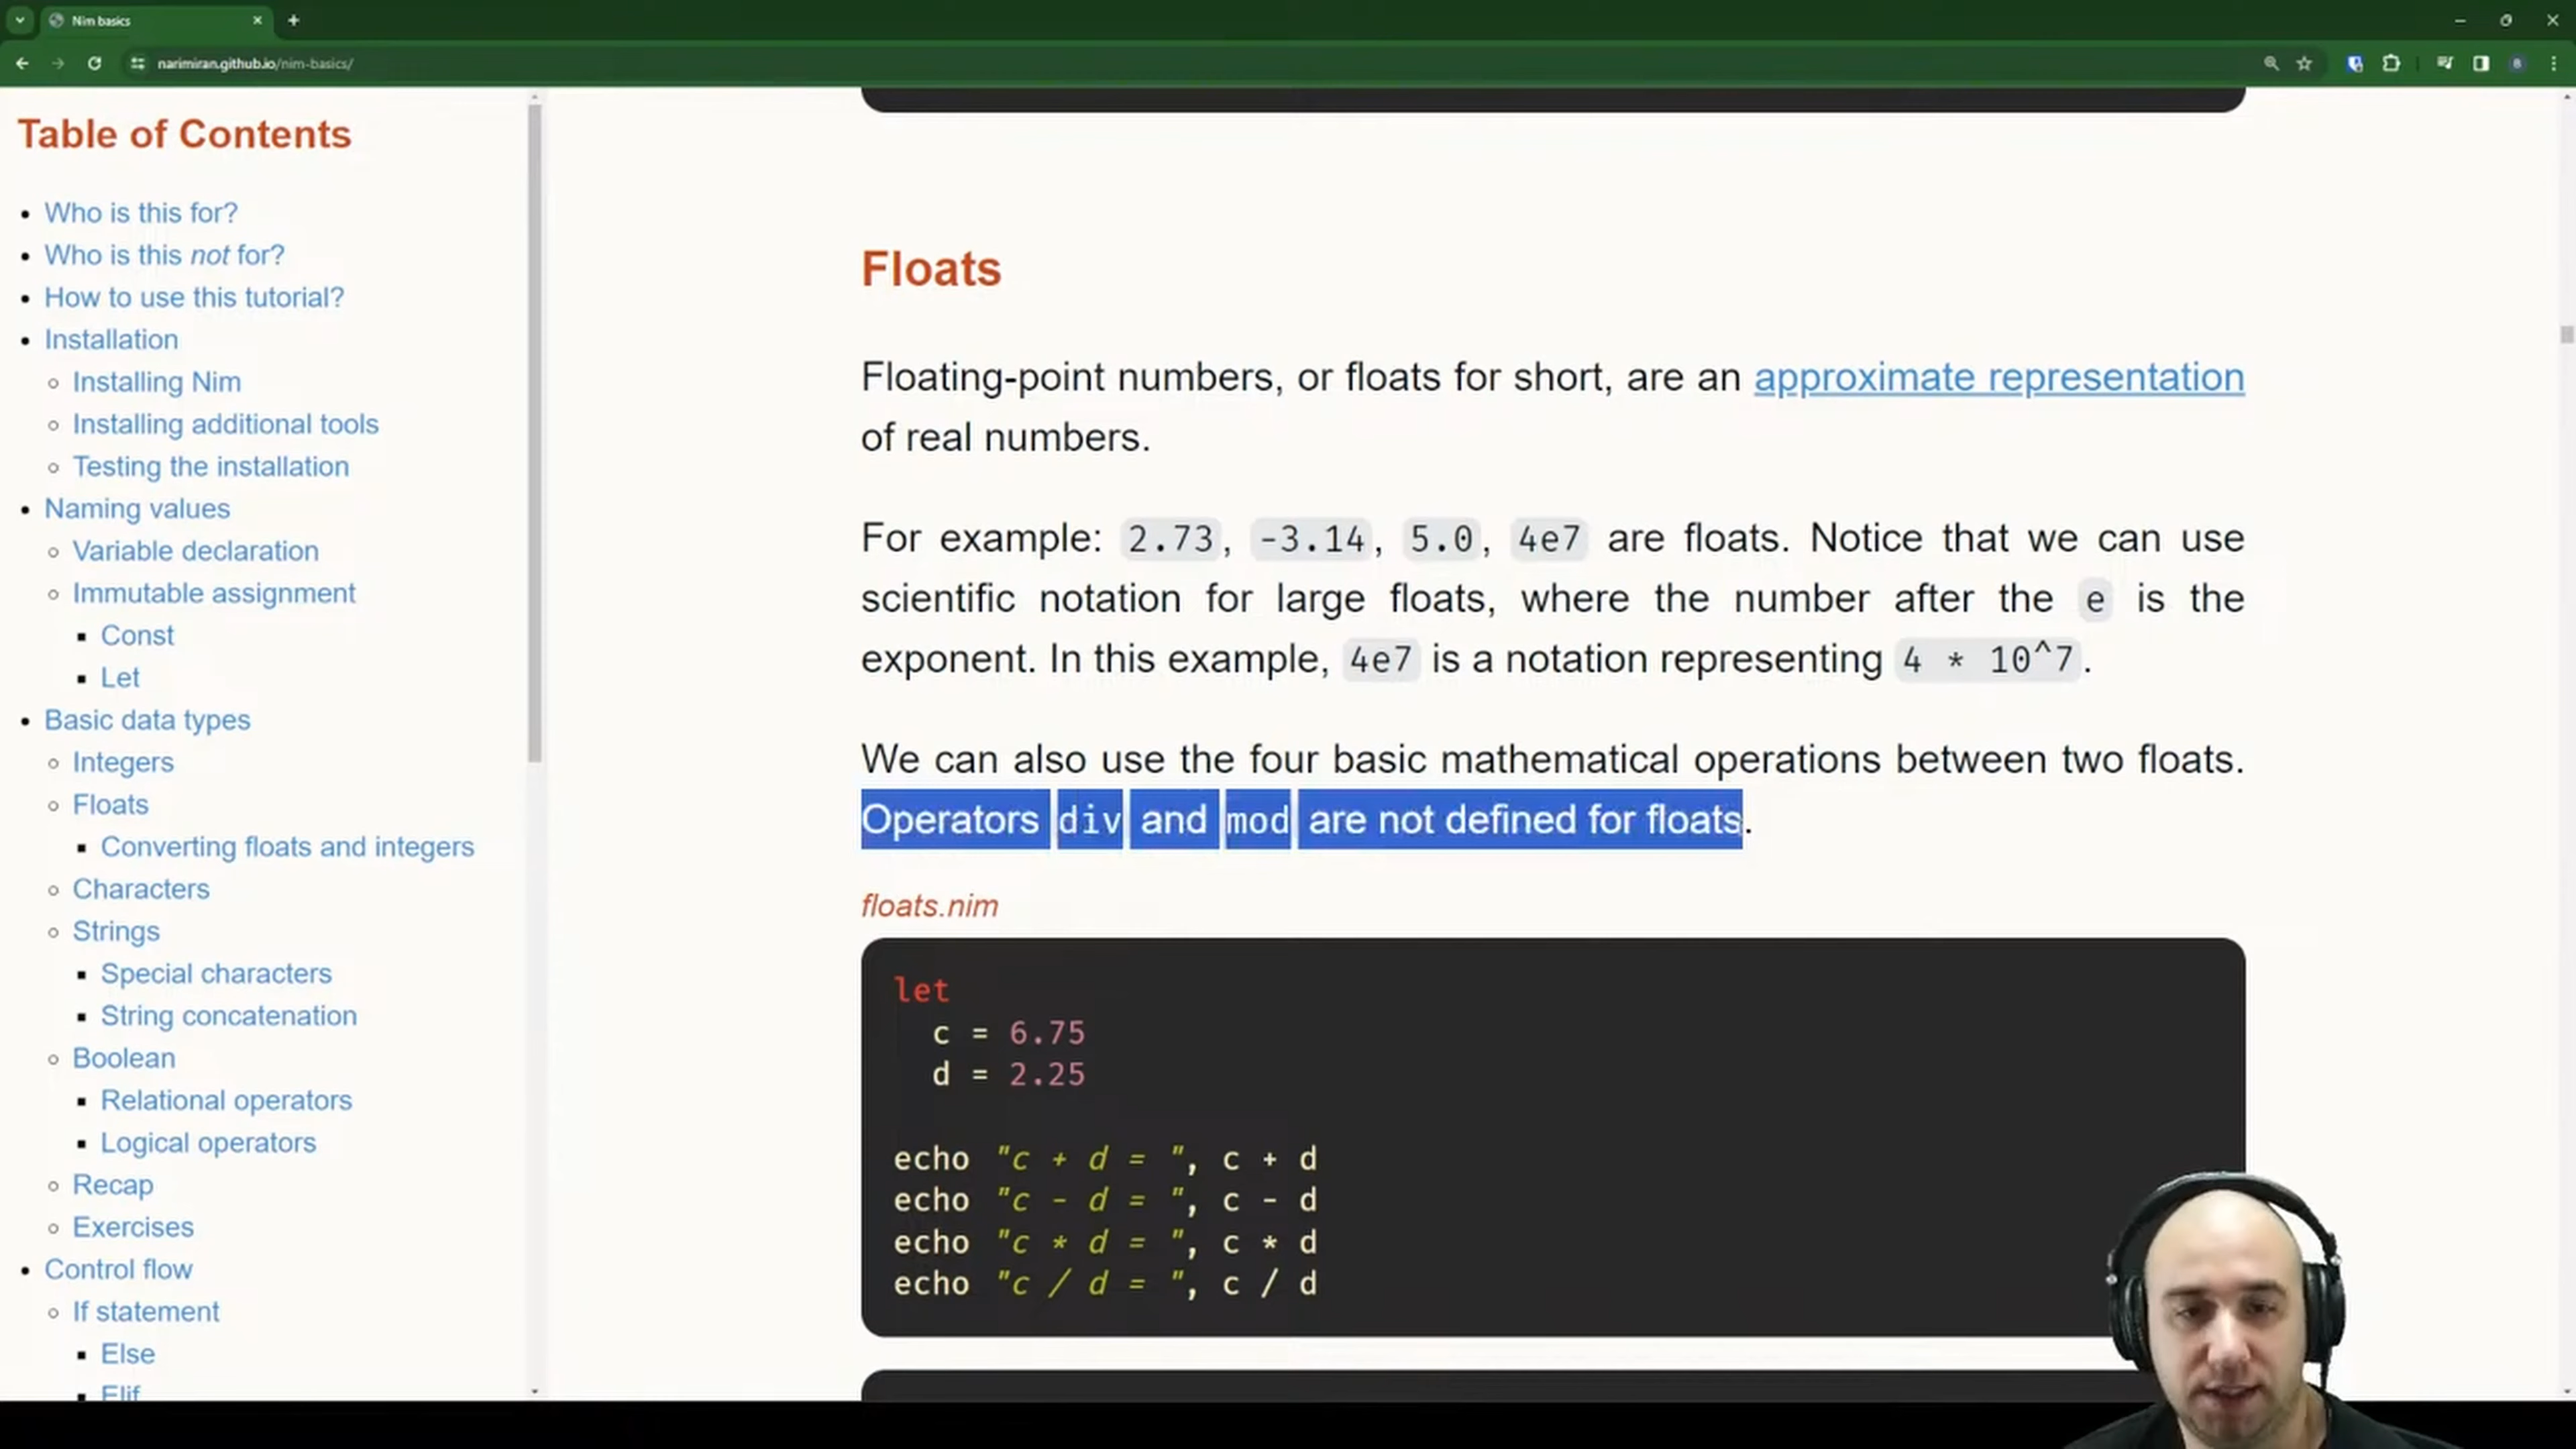 Nim basics
narimiran.github.io/nim-basics/
Table of Contents
Who is this for?
Who is this not for?
How to use this tutorial?
Installation
Installing Nim
Installing additional tools
Testing the installation
Naming values
Variable declaration
Immutable assignment
Const
Let
Basic data types
Integers
Floats
Converting floats and integers
Characters
Strings
Special characters
String concatenation
Boolean
Relational operators
Logical operators
Recap
Exercises
Control flow
If statement
Else
Elif
Floats
Floating-point numbers, or floats for short, are an approximate representation
of real numbers.
For example: 2.73, -3.14, 5.0, 4e7 are floats. Notice that we can use
scientific notation for large floats, where the number after the e is the
exponent. In this example, 4e7 is a notation representing 4 * 10^7.
We can also use the four basic mathematical operations between two floats.
Operators div and mod are not defined for floats.
floats.nim
let
  c = 6.75
  d = 2.25
echo "c + d = ", c + d
echo "c - d = ", c - d
echo "c * d = ", c * d
echo "c / d = ", c / d